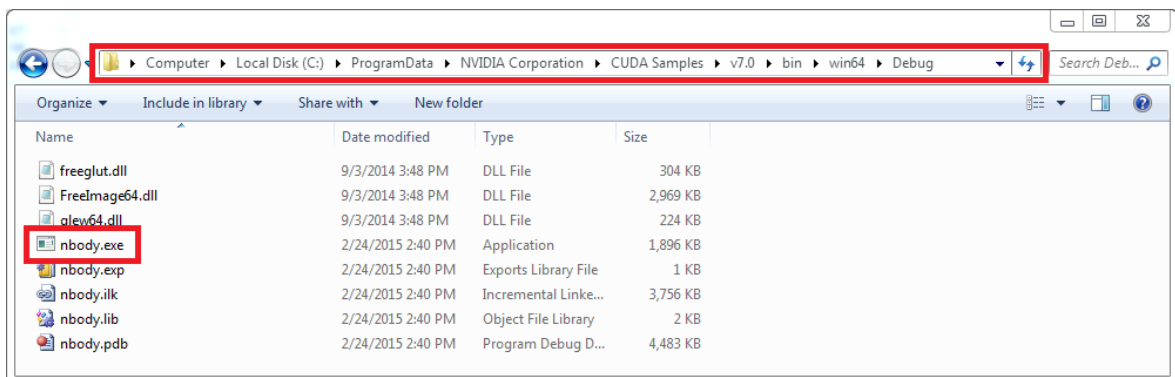 Computer Local Disk (C:) ProgramData NVIDIA Corporation CUDA Samples v7.0 bin win64 Debug Search Deb...
Organize Include in library Share with New folder
Name Date modified Type Size
freeglut.dll 9/3/2014 3:48 PM DLL File 304 KB
FreeImage64.dll 9/3/2014 3:48 PM DLL File 2,969 KB
glew64.dll 9/3/2014 3:48 PM DLL File 224 KB
nbody.exe 2/24/2015 2:40 PM Application 1,896 KB
nbody.exp 2/24/2015 2:40 PM Exports Library File 1 KB
nbody.ilk 2/24/2015 2:40 PM Incremental Linke... 3,756 KB
nbody.lib 2/24/2015 2:40 PM Object File Library 2 KB
nbody.pdb 2/24/2015 2:40 PM Program Debug D... 4,483 KB